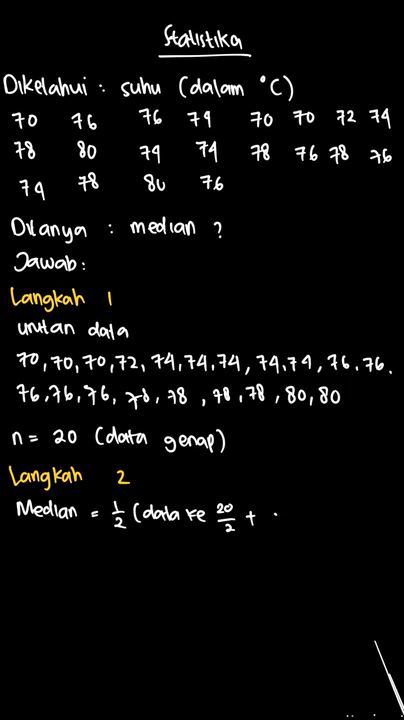 Statistika
Diketahui : suhu (dalam °C)
70 76 76 74 70 70 72 74
78 80 74 74 78 76 78 76
74 78 80 76
Ditanya : median ?
Jawab :
Langkah 1
urutan data
70, 70, 70, 72, 74, 74, 74, 74, 74, 76, 76,
76, 76, 76, 78, 78, 78, 78, 80, 80
n = 20 (data genap)
Langkah 2
Median = 1/2 (data ke 20/2 +